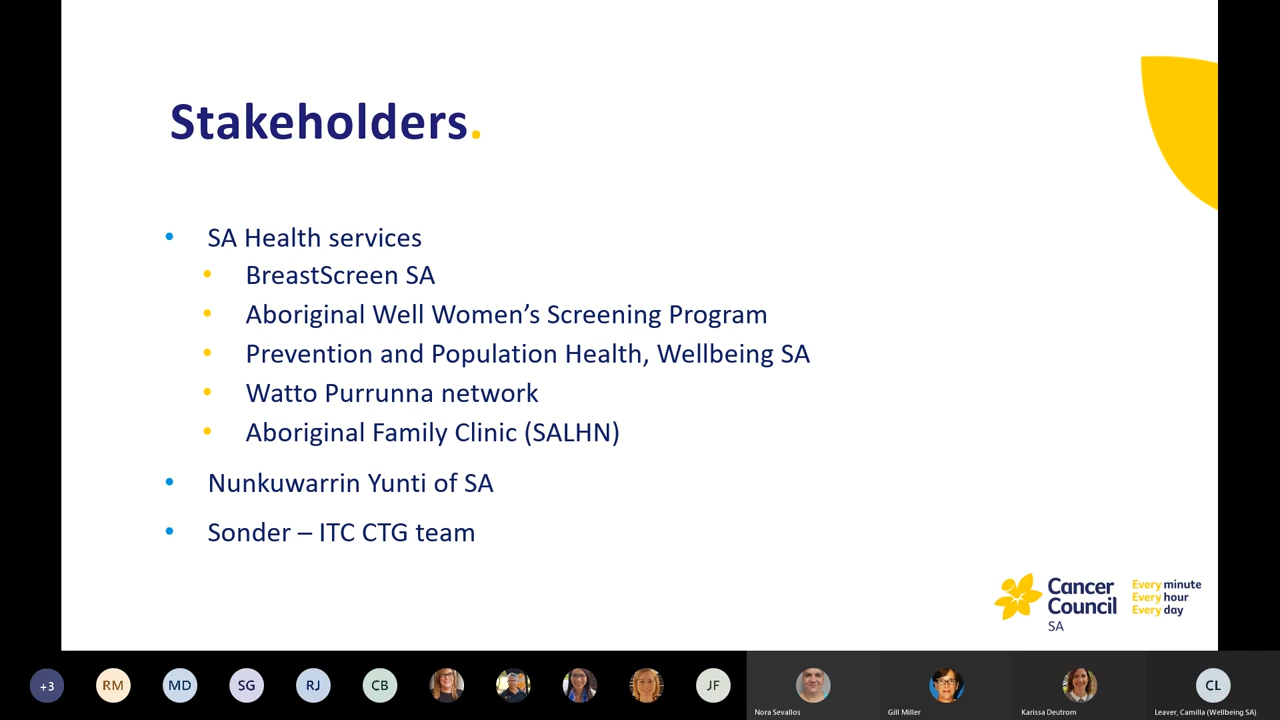 Stakeholders.
• SA Health services
• BreastScreen SA
• Aboriginal Well Women’s Screening Program
• Prevention and Population Health, Wellbeing SA
• Watto Purrunna network
• Aboriginal Family Clinic (SALHN)
• Nunkuwarrin Yunti of SA
• Sonder – ITC CTG team
Cancer
Council
SA
Every minute
Every hour
Every day
+3 RM MD SG RJ CB JF CL
Nora Sevallos Gill Miller Karissa Deutrom Leaver, Camilla (Wellbeing SA)